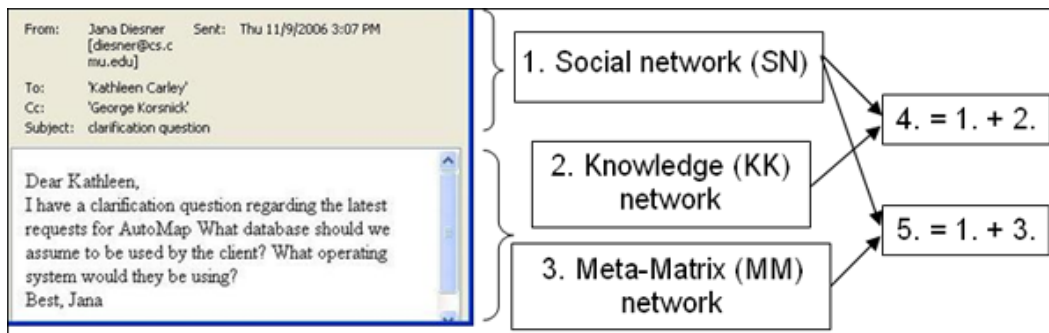 From: Jana Diesner Sent: Thu 11/9/2006 3:07 PM
[diesner@cs.c
mu.edu]
To: 'Kathleen Carley'
Cc: 'George Korsnick'
Subject: clarification question
Dear Kathleen,
I have a clarification question regarding the latest
requests for AutoMap What database should we
assume to be used by the client? What operating
system would they be using?
Best, Jana
1. Social network (SN)
2. Knowledge (KK)
network
3. Meta-Matrix (MM)
network
4. = 1. + 2.
5. = 1. + 3.